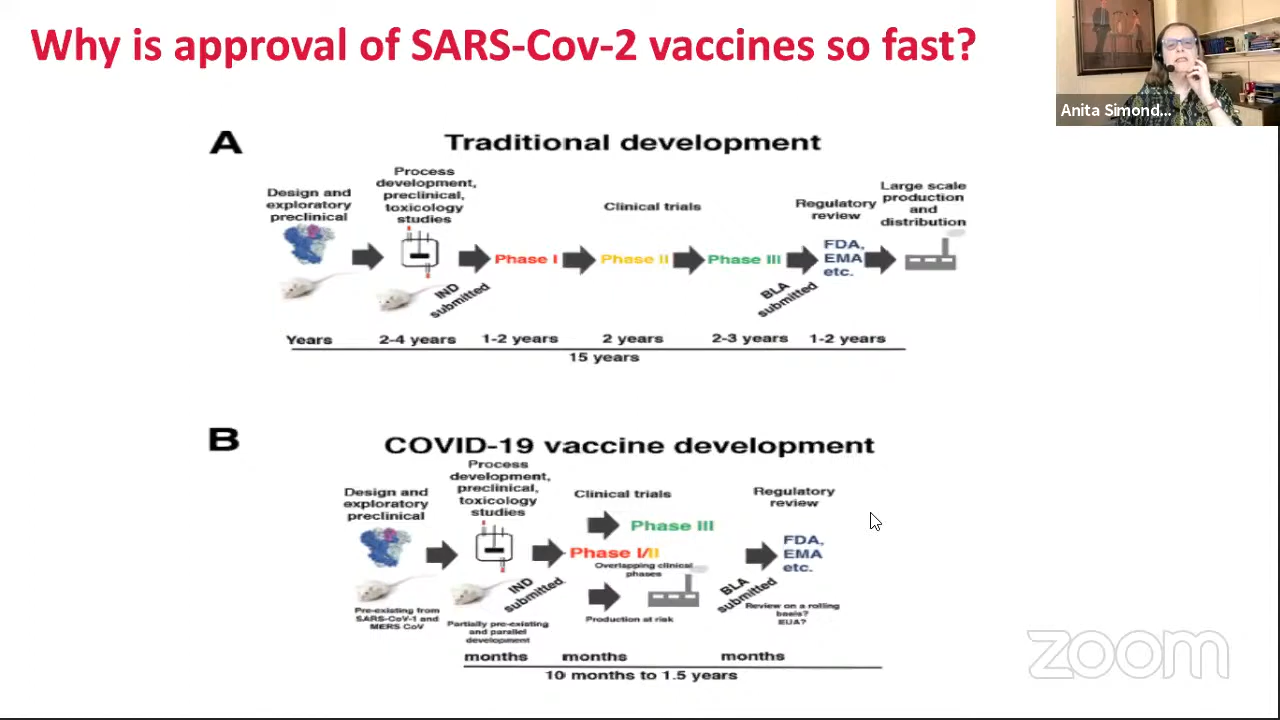 Why is approval of SARS-Cov-2 vaccines so fast?
Anita Simond...
A
Traditional development
Design and
exploratory
preclinical
Process
development,
preclinical,
toxicology
studies
Clinical trials
Regulatory
review
Large scale
production
and
distribution
IND
submitted
Phase I
Phase II
Phase III
BLA
submitted
FDA,
EMA
etc.
Years
2-4 years
1-2 years
2 years
2-3 years
1-2 years
15 years
B
COVID-19 vaccine development
Design and
exploratory
preclinical
Process
development,
preclinical,
toxicology
studies
Clinical trials
Regulatory
review
Phase III
Phase I/II
Overlapping clinical
phases
FDA,
EMA
etc.
IND
submitted
BLA
submitted
Pre-existing from
SARS-CoV-1 and
MERS CoV
Partially pre-existing
and parallel
development
Production at risk
Review on a rolling
basis?
EUA?
months
months
months
10 months to 1.5 years
zoom